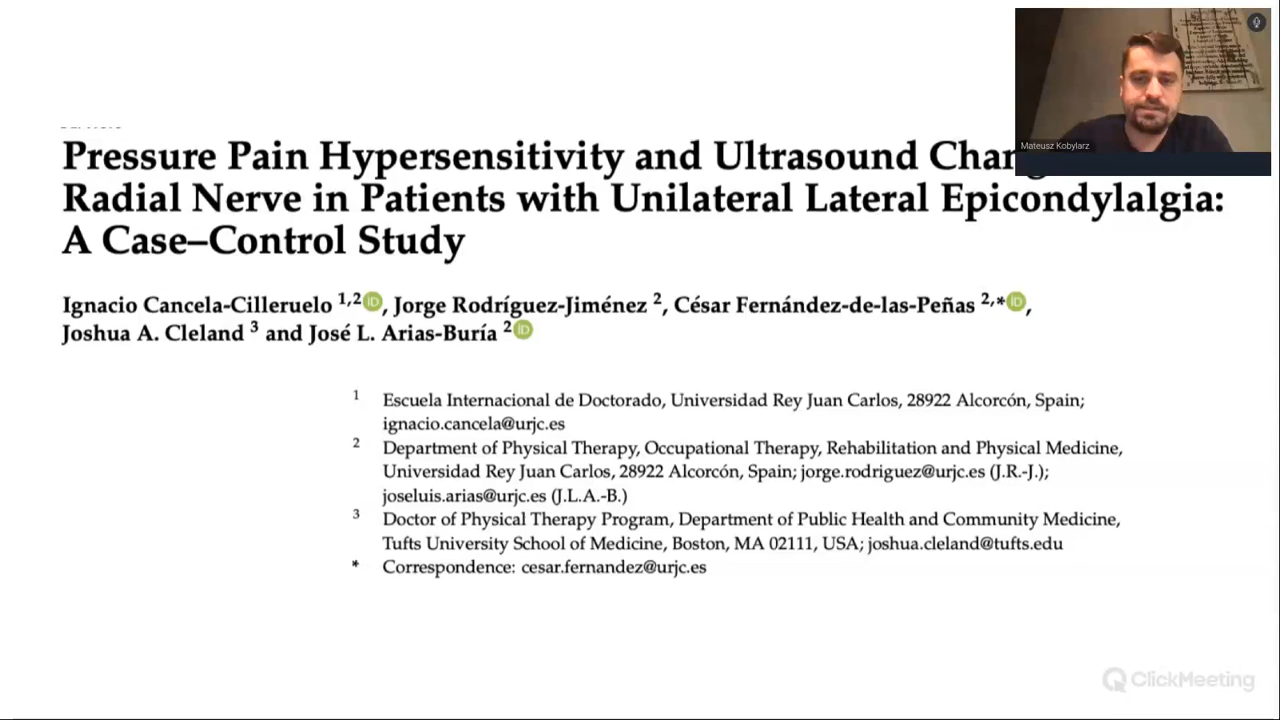 Pressure Pain Hypersensitivity and Ultrasound
Radial Nerve in Patients with Unilateral Lateral Epicondylalgia:
A Case–Control Study
Ignacio Cancela-Cilleruelo 1,2 iD, Jorge Rodríguez-Jiménez 2, César Fernández-de-las-Peñas 2,* iD,
Joshua A. Cleland 3 and José L. Arias-Buría 2 iD
1 Escuela Internacional de Doctorado, Universidad Rey Juan Carlos, 28922 Alcorcón, Spain;
ignacio.cancela@urjc.es
2 Department of Physical Therapy, Occupational Therapy, Rehabilitation and Physical Medicine,
Universidad Rey Juan Carlos, 28922 Alcorcón, Spain; jorge.rodriguez@urjc.es (J.R.-J.);
joseluis.arias@urjc.es (J.L.A.-B.)
3 Doctor of Physical Therapy Program, Department of Public Health and Community Medicine,
Tufts University School of Medicine, Boston, MA 02111, USA; joshua.cleland@tufts.edu
* Correspondence: cesar.fernandez@urjc.es
Mateusz Kobylarz
ClickMeeting